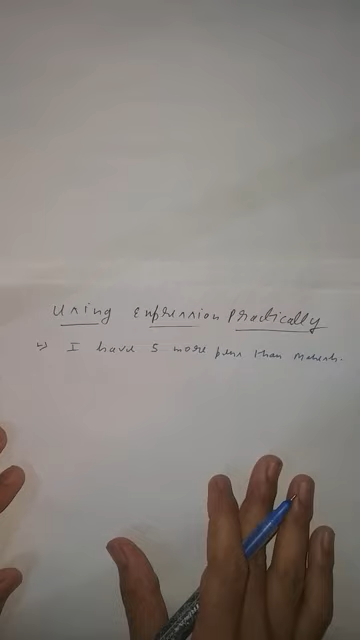 Using Expression Practically
=) I have 5 more pens than Mahesh.